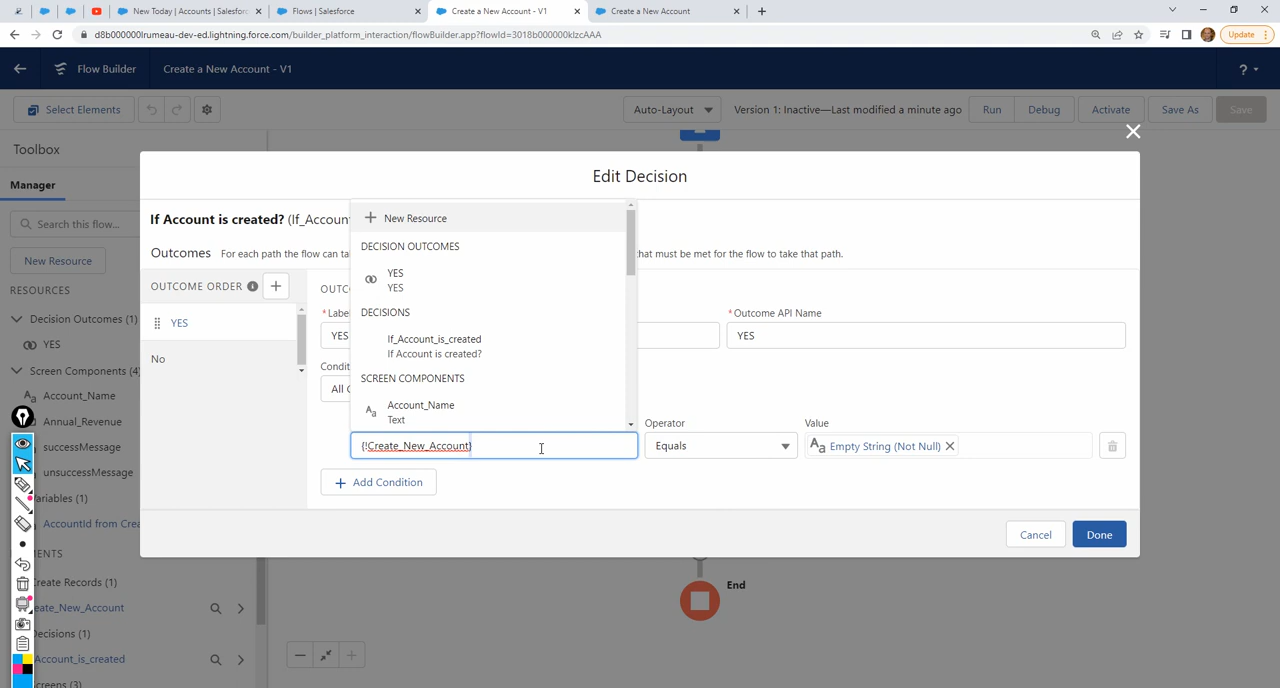 New Today | Accounts | Salesforc
Flows | Salesforce
Create a New Account - V1
Create a New Account
d8b000000lrumeau-dev-ed.lightning.force.com/builder_platform_interaction/flowBuilder.app?flowId=3018b000000klzcAAA
Update
Flow Builder
Create a New Account - V1
?
Select Elements
Auto-Layout
Version 1: Inactive—Last modified a minute ago
Run
Debug
Activate
Save As
Save
Toolbox
Manager
Search this flow...
New Resource
RESOURCES
Decision Outcomes (1)
YES
Screen Components (4)
Account_Name
Annual_Revenue
successMessage
unsuccessMessage
ariables (1)
AccountId from Crea
MENTS
Create Records (1)
eate_New_Account
Decisions (1)
Account_is_created
creens (3)
Edit Decision
If Account is created? (If_Accoun
Outcomes For each path the flow can ta
hat must be met for the flow to take that path.
OUTCOME ORDER
YES
No
OUTCO
*Labe
YES
*Outcome API Name
YES
Condit
All C
New Resource
DECISION OUTCOMES
YES
YES
DECISIONS
If_Account_is_created
If Account is created?
SCREEN COMPONENTS
Account_Name
Text
Operator
Value
{!Create_New_Account}
Equals
Empty String (Not Null)
Add Condition
Cancel
Done
End